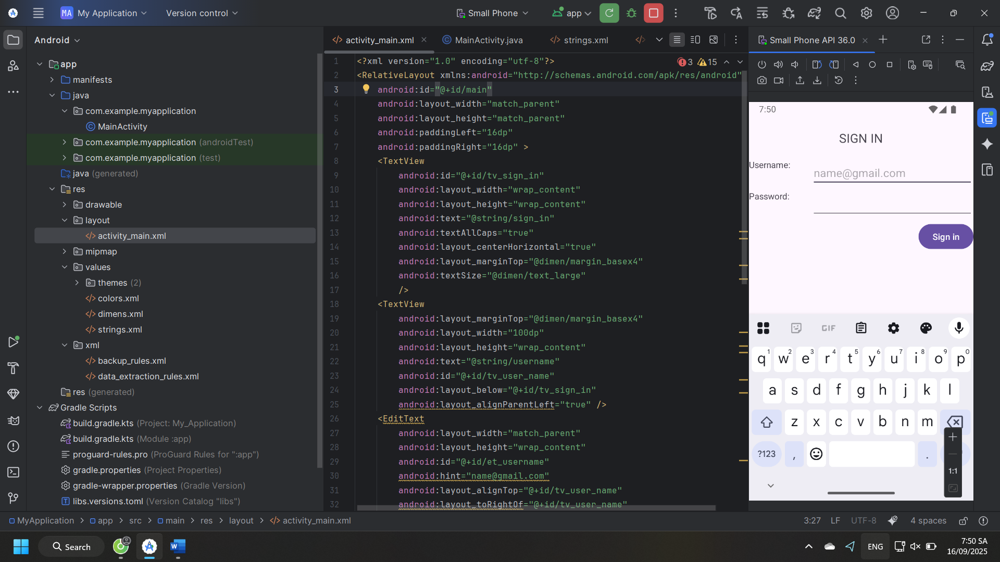 MA My Application
Version control
Small Phone
app
Android
activity_main.xml
MainActivity.java
strings.xml
Small Phone API 36.0
app
manifests
java
com.example.myapplication
MainActivity
com.example.myapplication (androidTest)
com.example.myapplication (test)
java (generated)
res
drawable
layout
activity_main.xml
mipmap
values
themes (2)
colors.xml
dimens.xml
strings.xml
xml
backup_rules.xml
data_extraction_rules.xml
res (generated)
Gradle Scripts
build.gradle.kts (Project: My_Application)
build.gradle.kts (Module :app)
proguard-rules.pro (ProGuard Rules for ":app")
gradle.properties (Project Properties)
gradle-wrapper.properties (Gradle Version)
libs.versions.toml (Version Catalog "libs")
3 15
1 <?xml version="1.0" encoding="utf-8"?>
2 <RelativeLayout xmlns:android="http://schemas.android.com/apk/res/android"
3 android:id="@+id/main"
4 android:layout_width="match_parent"
5 android:layout_height="match_parent"
6 android:paddingLeft="16dp"
7 android:paddingRight="16dp" >
8 <TextView
9 android:id="@+id/tv_sign_in"
10 android:layout_width="wrap_content"
11 android:layout_height="wrap_content"
12 android:text="@string/sign_in"
13 android:textAllCaps="true"
14 android:layout_centerHorizontal="true"
15 android:layout_marginTop="@dimen/margin_basex4"
16 android:textSize="@dimen/text_large"
17 />
18 <TextView
19 android:layout_marginTop="@dimen/margin_basex4"
20 android:layout_width="100dp"
21 android:layout_height="wrap_content"
22 android:text="@string/username"
23 android:id="@+id/tv_user_name"
24 android:layout_below="@+id/tv_sign_in"
25 android:layout_alignParentLeft="true" />
26 <EditText
27 android:layout_width="match_parent"
28 android:layout_height="wrap_content"
29 android:id="@+id/et_username"
30 android:hint="name@gmail.com"
31 android:layout_alignTop="@+id/tv_user_name"
32 android:layout_toRightOf="@+id/tv_user_name"
7:50
SIGN IN
Username:
name@gmail.com
Password:
Sign in
GIF
q1 w2 e3 r4 t5 y6 u7 i8 o9 p0
a s d f g h j k l
z x c v b n m
?123 , .
1:1
MyApplication > app > src > main > res > layout > activity_main.xml
3:27 LF UTF-8 4 spaces
Search
W
ENG
7:50 SA
16/09/2025